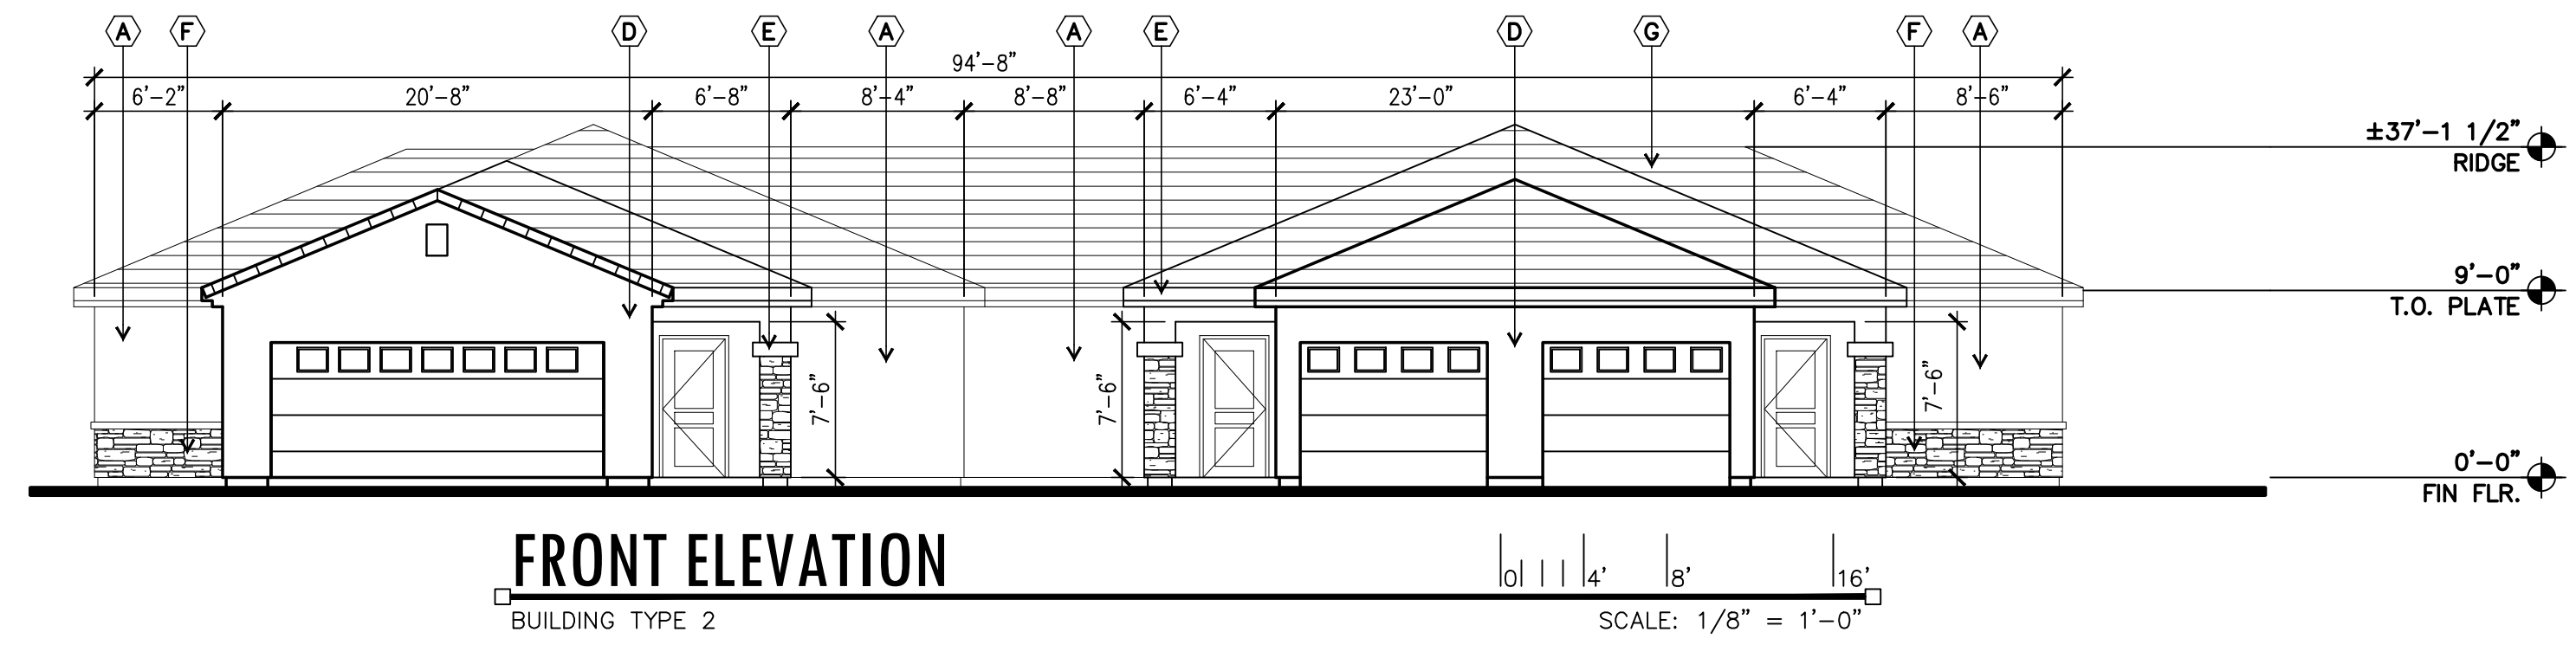 A F D E A A E D G F A
94'-8"
6'-2" 20'-8" 6'-8" 8'-4" 8'-8" 6'-4" 23'-0" 6'-4" 8'-6"
±37'-1 1/2"
RIDGE
9'-0"
T.O. PLATE
7'-6" 7'-6" 7'-6"
0'-0"
FIN FLR.
FRONT ELEVATION
0 4' 8' 16'
BUILDING TYPE 2
SCALE: 1/8" = 1'-0"